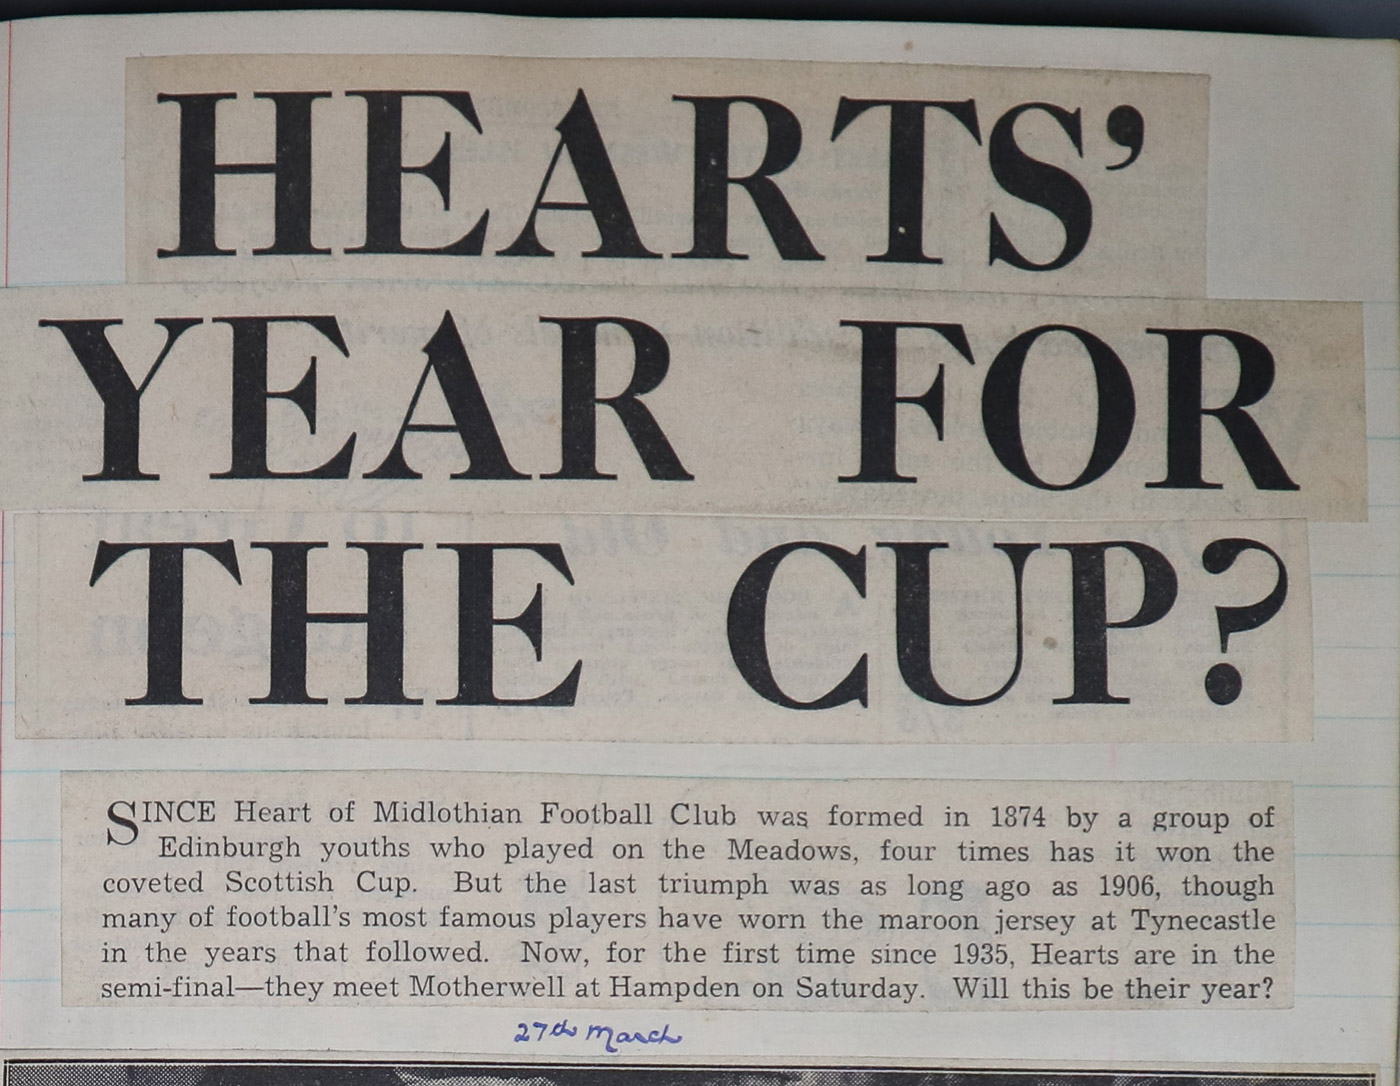 HEARTS'
YEAR FOR
THE CUP?
SINCE Heart of Midlothian Football Club was formed in 1874 by a group of
Edinburgh youths who played on the Meadows, four times has it won the
coveted Scottish Cup. But the last triumph was as long ago as 1906, though
many of football's most famous players have worn the maroon jersey at Tynecastle
in the years that followed. Now, for the first time since 1935, Hearts are in the
semi-final—they meet Motherwell at Hampden on Saturday. Will this be their year?
27th March